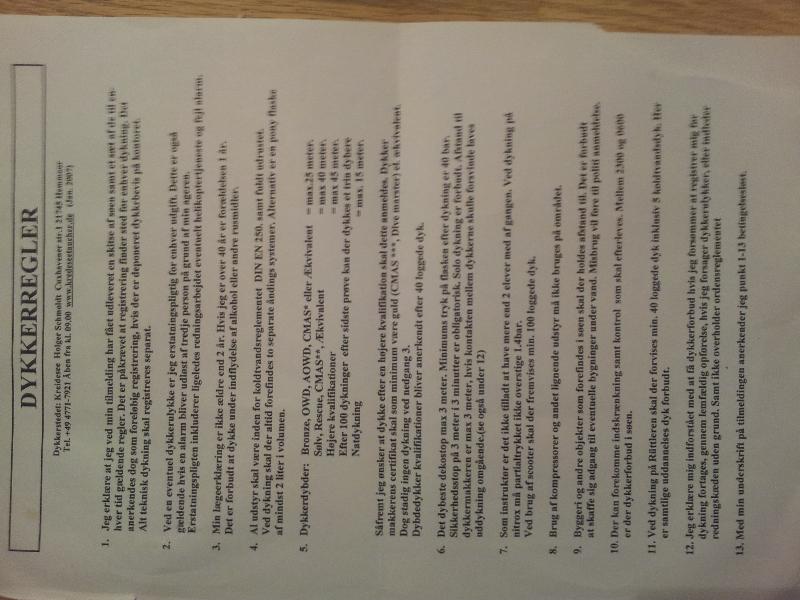 DYKKERREGLER
Dykkerstedet: Kreidesee Holger Schmoldt Cuxhavener str.1 21745 Hemmoor
Tel. +49 4771-7921 Åben fra kl. 09.00 www.kreideseetaucher.de (Jan. 2007)
1. Jeg erklære at jeg ved min tilmelding har fået udleveret en skitse af søen samt et sæt af de til en-
hver tid gældende regler. Det er påkrævet at registrering finder sted før enhver dykning. Det
anerkendes dog som foreløbig registrering, hvis der er deponeret dykkebevis på kontoret.
Alt teknisk dykning skal registreres separat.
2. Ved en eventuel dykkerulykke er jeg erstatningspligtig for enhver udgift. Dette er også
gældende hvis en alarm bliver udløst af tredje person på grund af min ageren.
Erstatningspligten inkluderer ligeledes redningsarbejdet eventuelt helikoptertjeneste og fejl alarm.
3. Min lægeerklæring er ikke ældre end 2 år. Hvis jeg er over 40 år er forældelsen 1 år.
Det er forbudt at dykke under indflydelse af alkohol eller andre rusmidler.
4. Al udstyr skal være inden for koldtvandsreglementer DIN EN 250, samt fuldt udrustet.
Ved dykning skal der altid forefindes to separate åndings systemer. Alternativ er en pony flaske
af mindst 2 liter i volumen.
5. Dykkerdybder: Bronze, OWD, AOWD, CMAS* eller Ækvivalent = max.25 meter.
Sølv, Rescue, CMAS**, Ækvivalent = max 40 meter.
Højere kvalifikationer = max 45 meter.
Efter 100 dykninger efter sidste prøve kan der dykkes et trin dybere
Natdykning = max. 15 meter.
Såfremt jeg ønsker at dykke efter en højere kvalifikation skal dette anmeldes. Dykker
makkerens certifikat skal som minimum være guld (CMAS ***, Dive marster) el. ækvivalent.
Dog stadig ingen dykning ved nedgang 3.
Dybdedykker kvalifikationer bliver anerkendt efter 40 loggede dyk.
6. Det dybeste dekostop max 3 meter. Minimums tryk på flasken efter dykning er 40 bar.
Sikkerhedsstop på 3 meter i 3 minutter er obligatorisk. Solo dykning er forbudt. Afstand til
dykkermakkeren er max 3 meter, hvis kontakten mellem dykkerne skulle forsvinde laves
uddykning omgående.(se også under 12)
7. Som instruktør er det ikke tilladt at have mere end 2 elever med af gangen. Ved dykning på
nitrox må partialtrykket ikke overstige 1.4bar.
Ved brug af scooter skal der fremvises min. 100 loggede dyk.
8. Brug af kompressorer og andet lignende udstyr må ikke bruges på området.
9. Byggeri og andre objekter som forefindes i søen skal der holdes afstand til. Det er forbudt
at skaffe sig adgang til eventuelle bygninger under vand. Misbrug vil føre til politi anmeldelse.
10. Der kan forekomme indskrænkning samt kontrol som skal efterleves. Mellem 2300 og 0600
er der dykkerforbud i søen.
11. Ved dykning på Rüttleren skal der forvises min. 40 loggede dyk inklusiv 5 koldtvandsdyk. Her
er samtlige uddannelses dyk forbudt.
12. Jeg erklære mig indforstået med at få dykkerforbud hvis jeg forsømmer at registrer mig før
dykning fortages, gennem lemfældig opførelse, hvis jeg forsager dykkerulykker, eller indleder
redningskæden uden grund. Samt ikke overholder ordensreglementet
13. Med min underskrift på tilmeldingen anerkender jeg punkt 1-13 betingelsesløst.